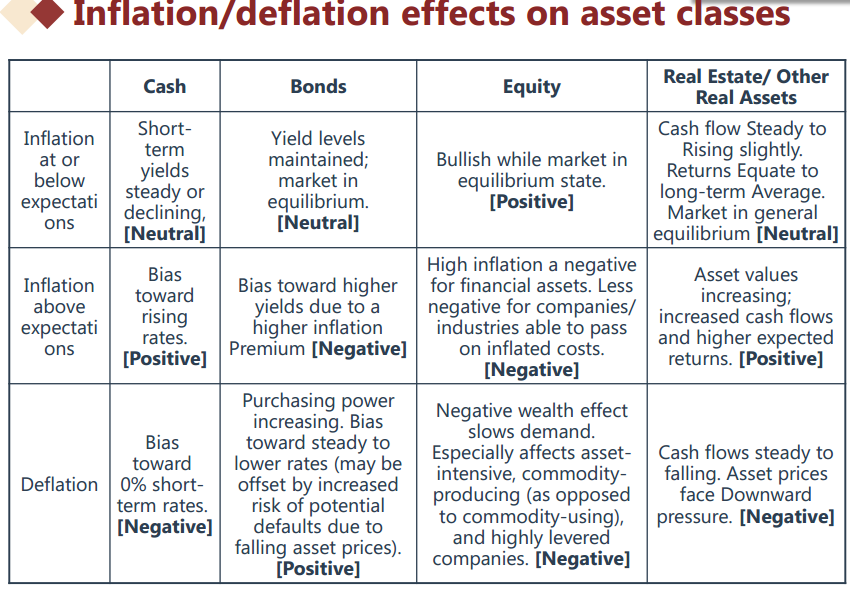 Inflation/deflation effects on asset classes
Cash
Bonds
Equity
Real Estate/ Other
Real Assets
Inflation
at or
below
expectati
ons
Short-
term
yields
steady or
declining,
[Neutral]
Yield levels
maintained;
market in
equilibrium.
[Neutral]
Bullish while market in
equilibrium state.
[Positive]
Cash flow Steady to
Rising slightly.
Returns Equate to
long-term Average.
Market in general
equilibrium [Neutral]
Inflation
above
expectati
ons
Bias
toward
rising
rates.
[Positive]
Bias toward higher
yields due to a
higher inflation
Premium [Negative]
High inflation a negative
for financial assets. Less
negative for companies/
industries able to pass
on inflated costs.
[Negative]
Asset values
increasing;
increased cash flows
and higher expected
returns. [Positive]
Deflation
Bias
toward
0% short-
term rates.
[Negative]
Purchasing power
increasing. Bias
toward steady to
lower rates (may be
offset by increased
risk of potential
defaults due to
falling asset prices).
[Positive]
Negative wealth effect
slows demand.
Especially affects asset-
intensive, commodity-
producing (as opposed
to commodity-using),
and highly levered
companies. [Negative]
Cash flows steady to
falling. Asset prices
face Downward
pressure. [Negative]